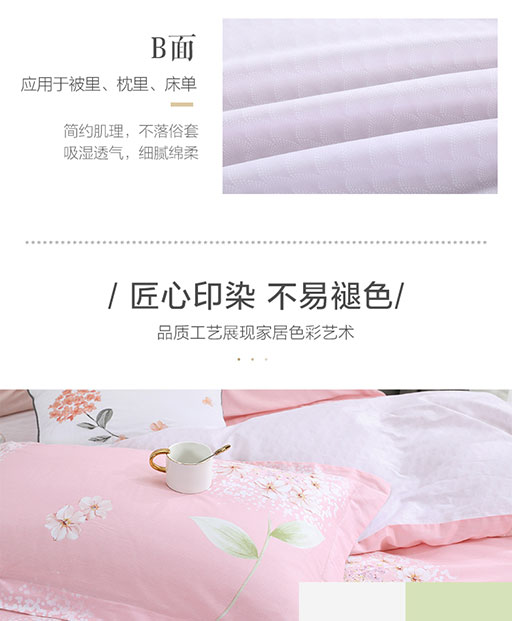 B面
应用于被里、枕里、床单
简约肌理，不落俗套
吸湿透气，细腻绵柔
/ 匠心印染 不易褪色/
品质工艺展现家居色彩艺术